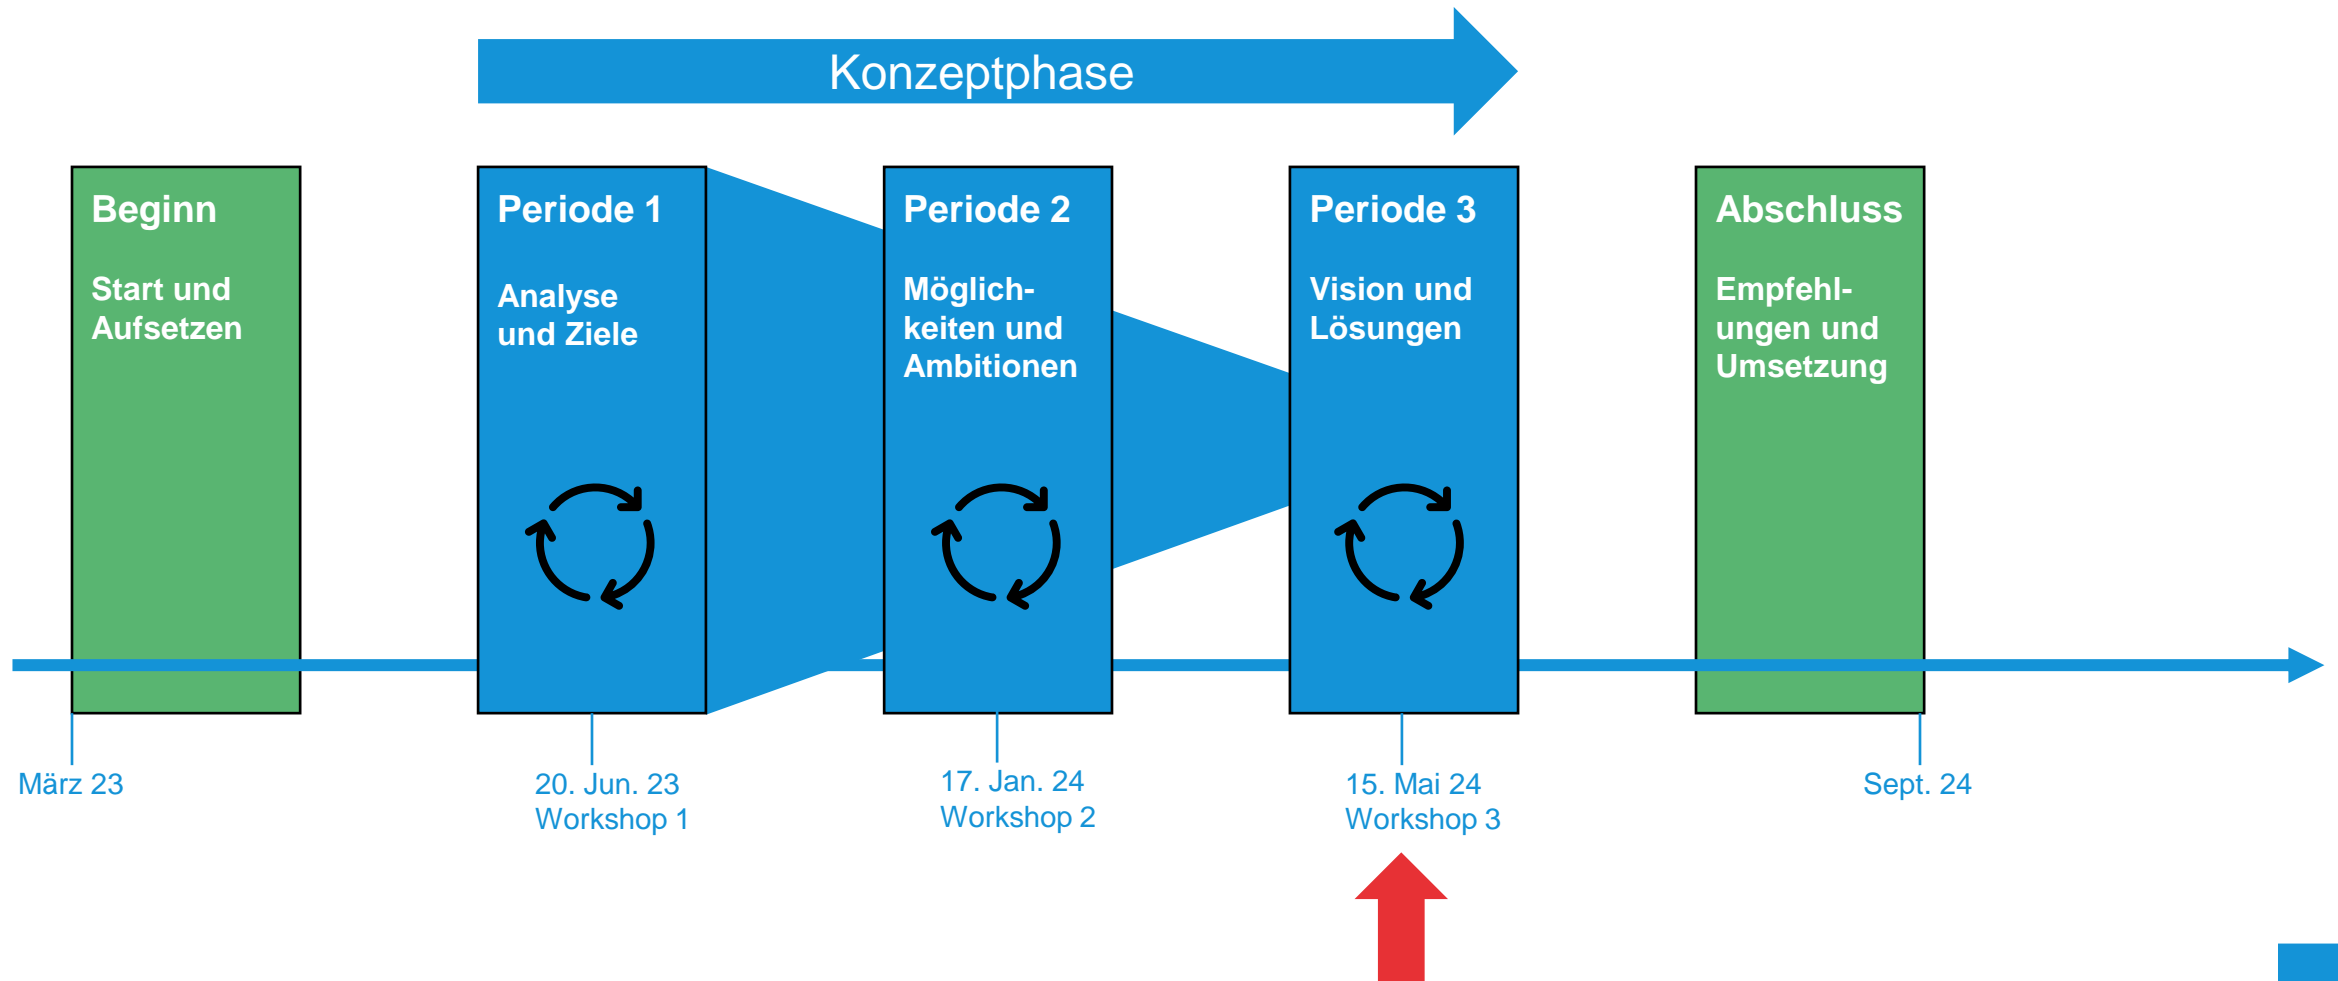 Konzeptphase
Beginn
Start und
Aufsetzen
Periode 1
Analyse
und Ziele
Periode 2
Möglich-
keiten und
Ambitionen
Periode 3
Vision und
Lösungen
Abschluss
Empfehl-
ungen und
Umsetzung
März 23
20. Jun. 23
Workshop 1
17. Jan. 24
Workshop 2
15. Mai 24
Workshop 3
Sept. 24